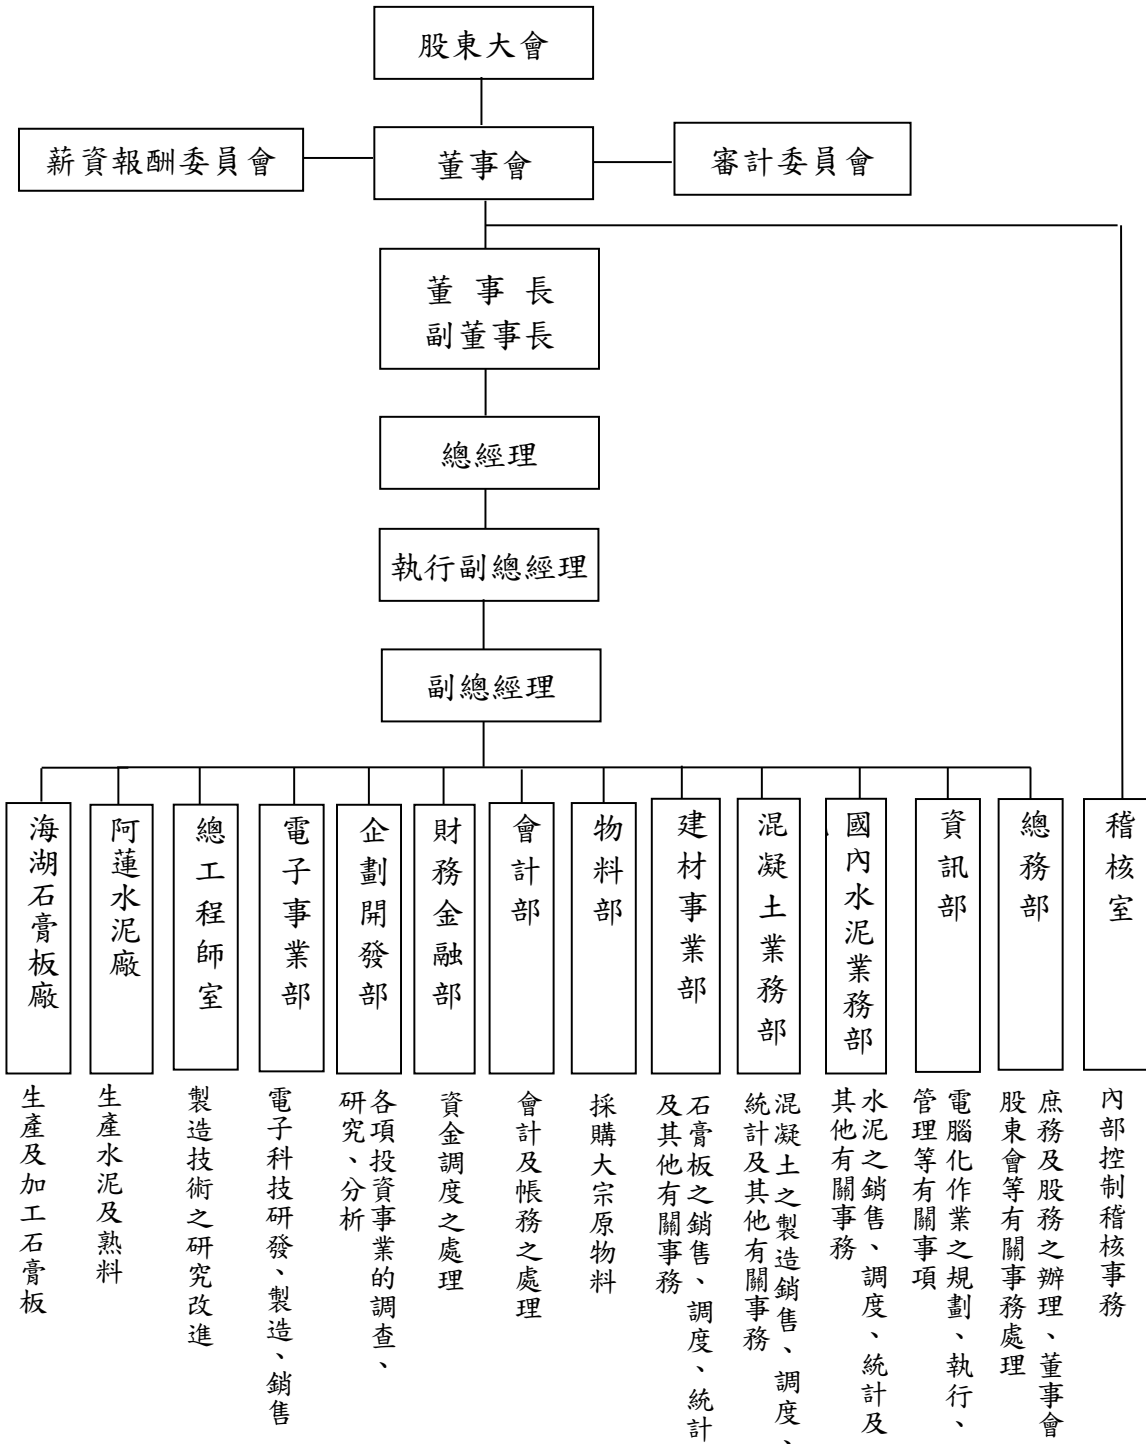 股東大會
薪資報酬委員會
董事會
審計委員會
董 事 長
副董事長
總經理
執行副總經理
副總經理
海湖石膏板廠
阿蓮水泥廠
總工程師室
電子事業部
企劃開發部
財務金融部
會計部
物料部
建材事業部
混凝土業務部
國內水泥業務部
資訊部
總務部
稽核室
生產及加工石膏板
生產水泥及熟料
製造技術之研究改進
電子科技研發、製造、銷售
各項投資事業的調查、
研究、分析
資金調度之處理
會計及帳務之處理
採購大宗原物料
石膏板之銷售、調度、統計
及其他有關事務
混凝土之製造銷售、調度、
統計及其他有關事務
水泥之銷售、調度、統計及
其他有關事務
電腦化作業之規劃、執行、
管理等有關事項
庶務及股務之辦理、董事會
股東會等有關事務處理
內部控制稽核事務